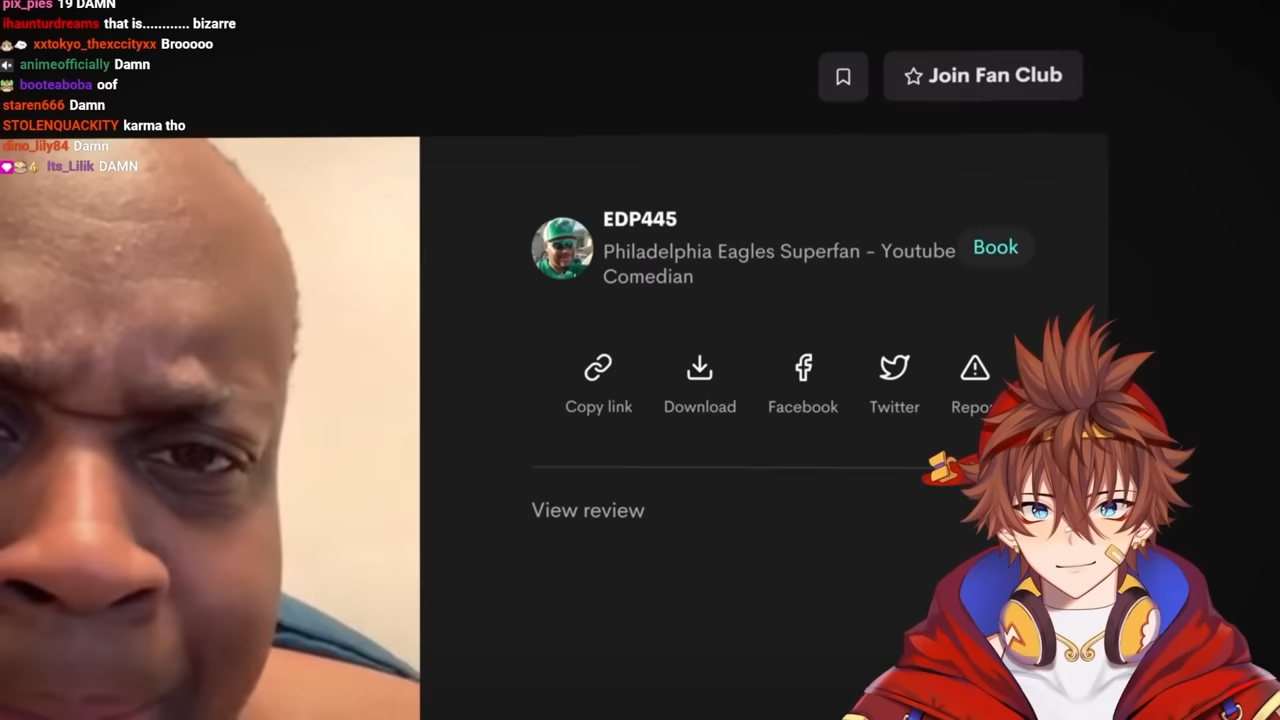 pix_pies 19 DAMN
ihaunturdreams that is............ bizarre
xxtokyo_thexccityxx Brooooo
animeofficially Damn
booteaboba oof
staren666 Damn
STOLENQUACKITY karma tho
dino_lily84 Damn
Its_Lilik DAMN
Join Fan Club
EDP445
Philadelphia Eagles Superfan - Youtube
Comedian
Book
Copy link
Download
Facebook
Twitter
Repo
View review